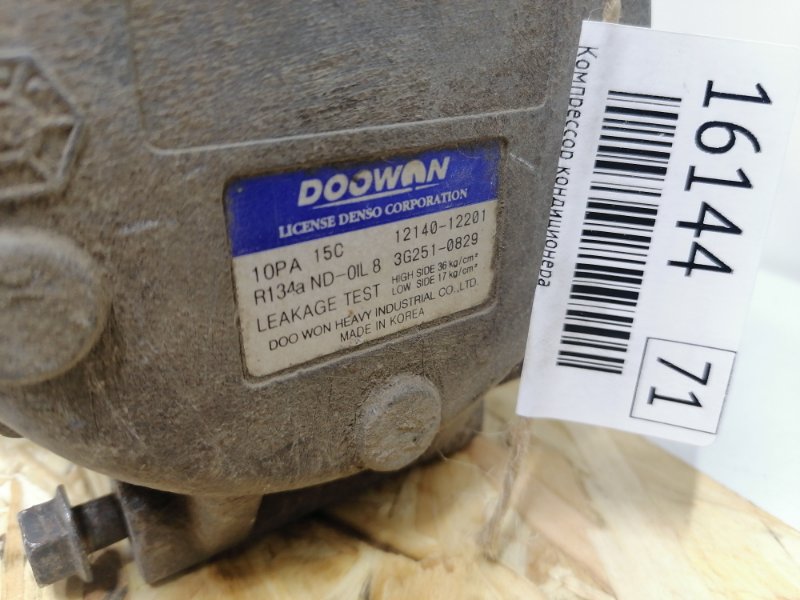 DOOWON
LICENSE DENSO CORPORATION
10PA 15C 12140-12201
R134a ND-OIL 8 3G251-0829
LEAKAGE TEST HIGH SIDE 36 kg/cm²
LOW SIDE 17 kg/cm²
DOO WON HEAVY INDUSTRIAL CO.,LTD.
MADE IN KOREA
16144
Компрессор кондиционера
71